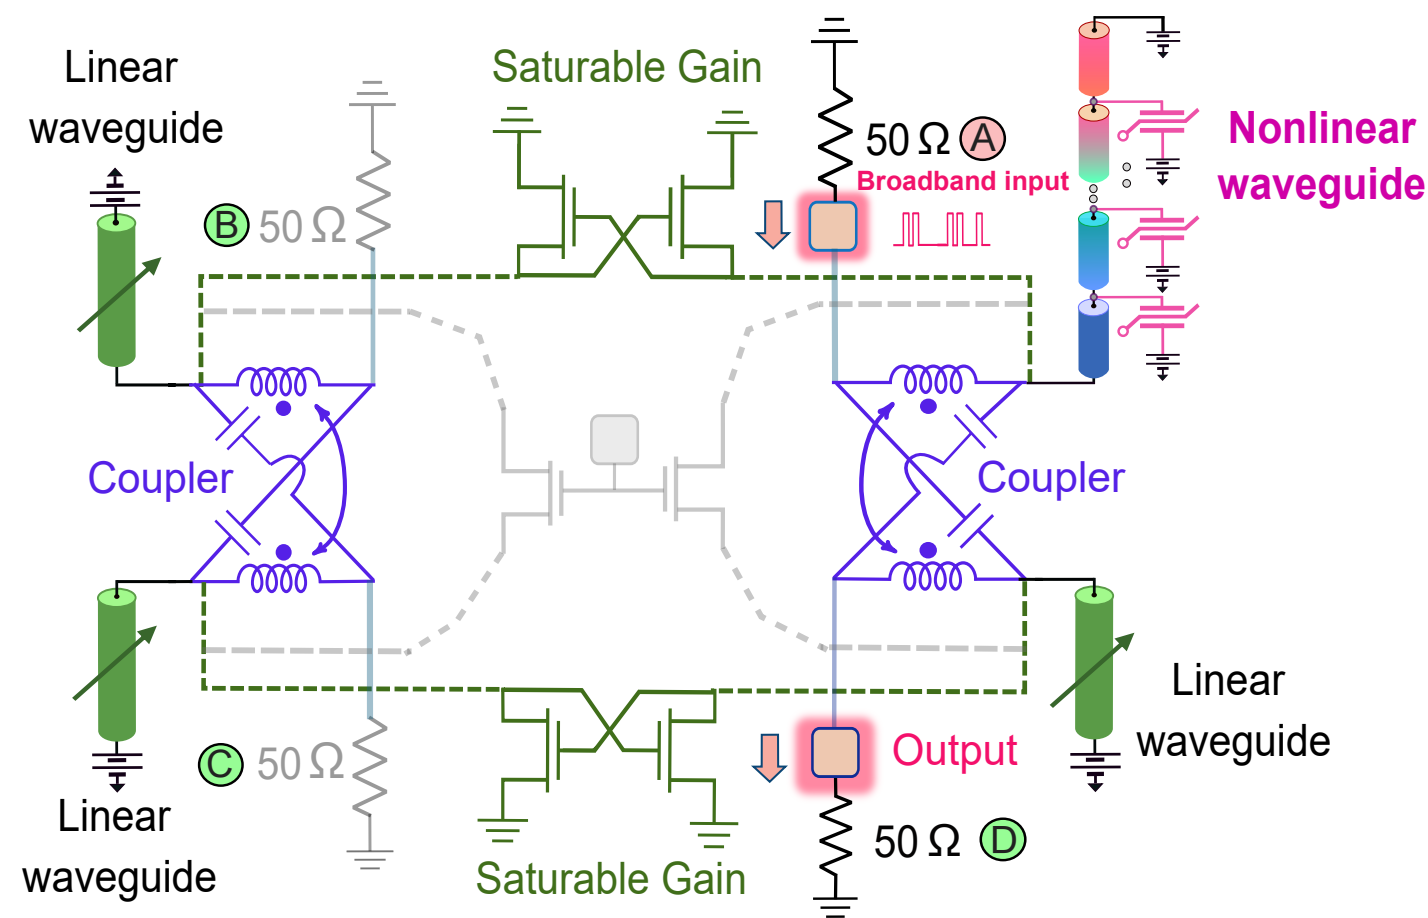 Linear
waveguide
Saturable Gain
50 Ω A
Broadband input
Nonlinear
waveguide
B 50 Ω
Coupler
Coupler
C 50 Ω
Output
Linear
waveguide
Linear
waveguide
50 Ω D
Saturable Gain